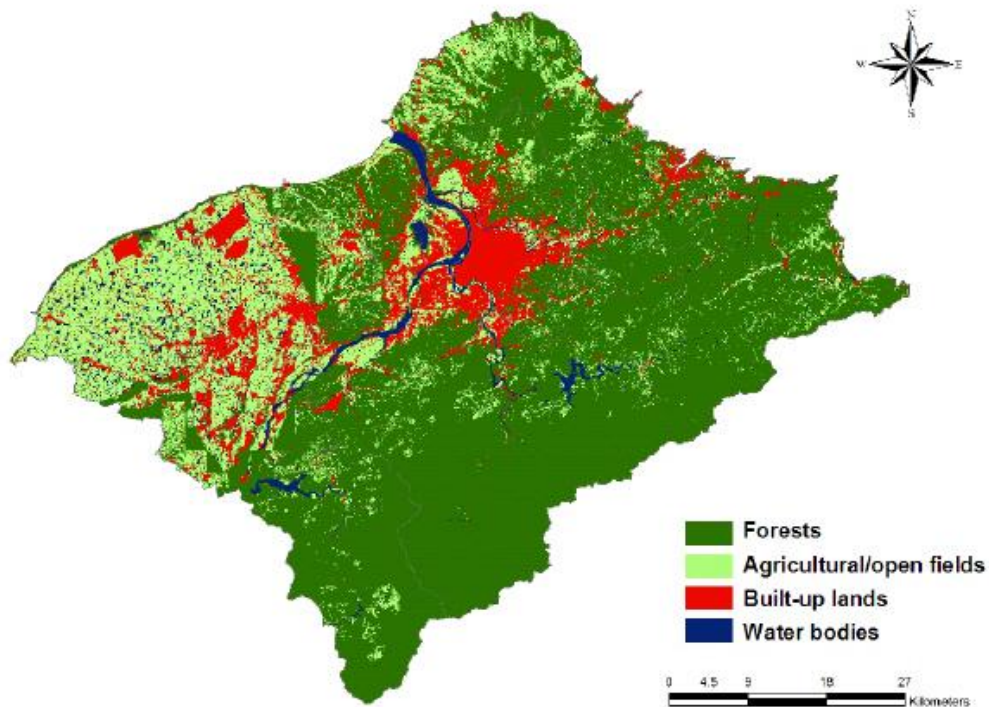 N
W E
S
Forests
Agricultural/open fields
Built-up lands
Water bodies
0 4.5 9 18 27
Kilometers